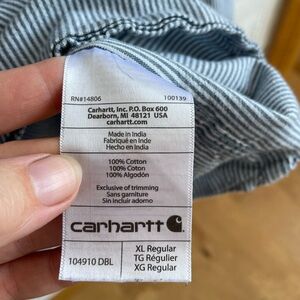 RN#14806 100139
Carhartt, Inc. P.O. Box 600
Dearborn, MI 48121 USA
carhartt.com
Made in India
Fabriqué en Inde
Hecho en India
100% Cotton
100% Cotton
100% Algodón
Exclusive of trimming
Sans garniture
Sin incluir adorno
carhartt
104910 DBL
XL Regular
TG Régulier
XG Regular